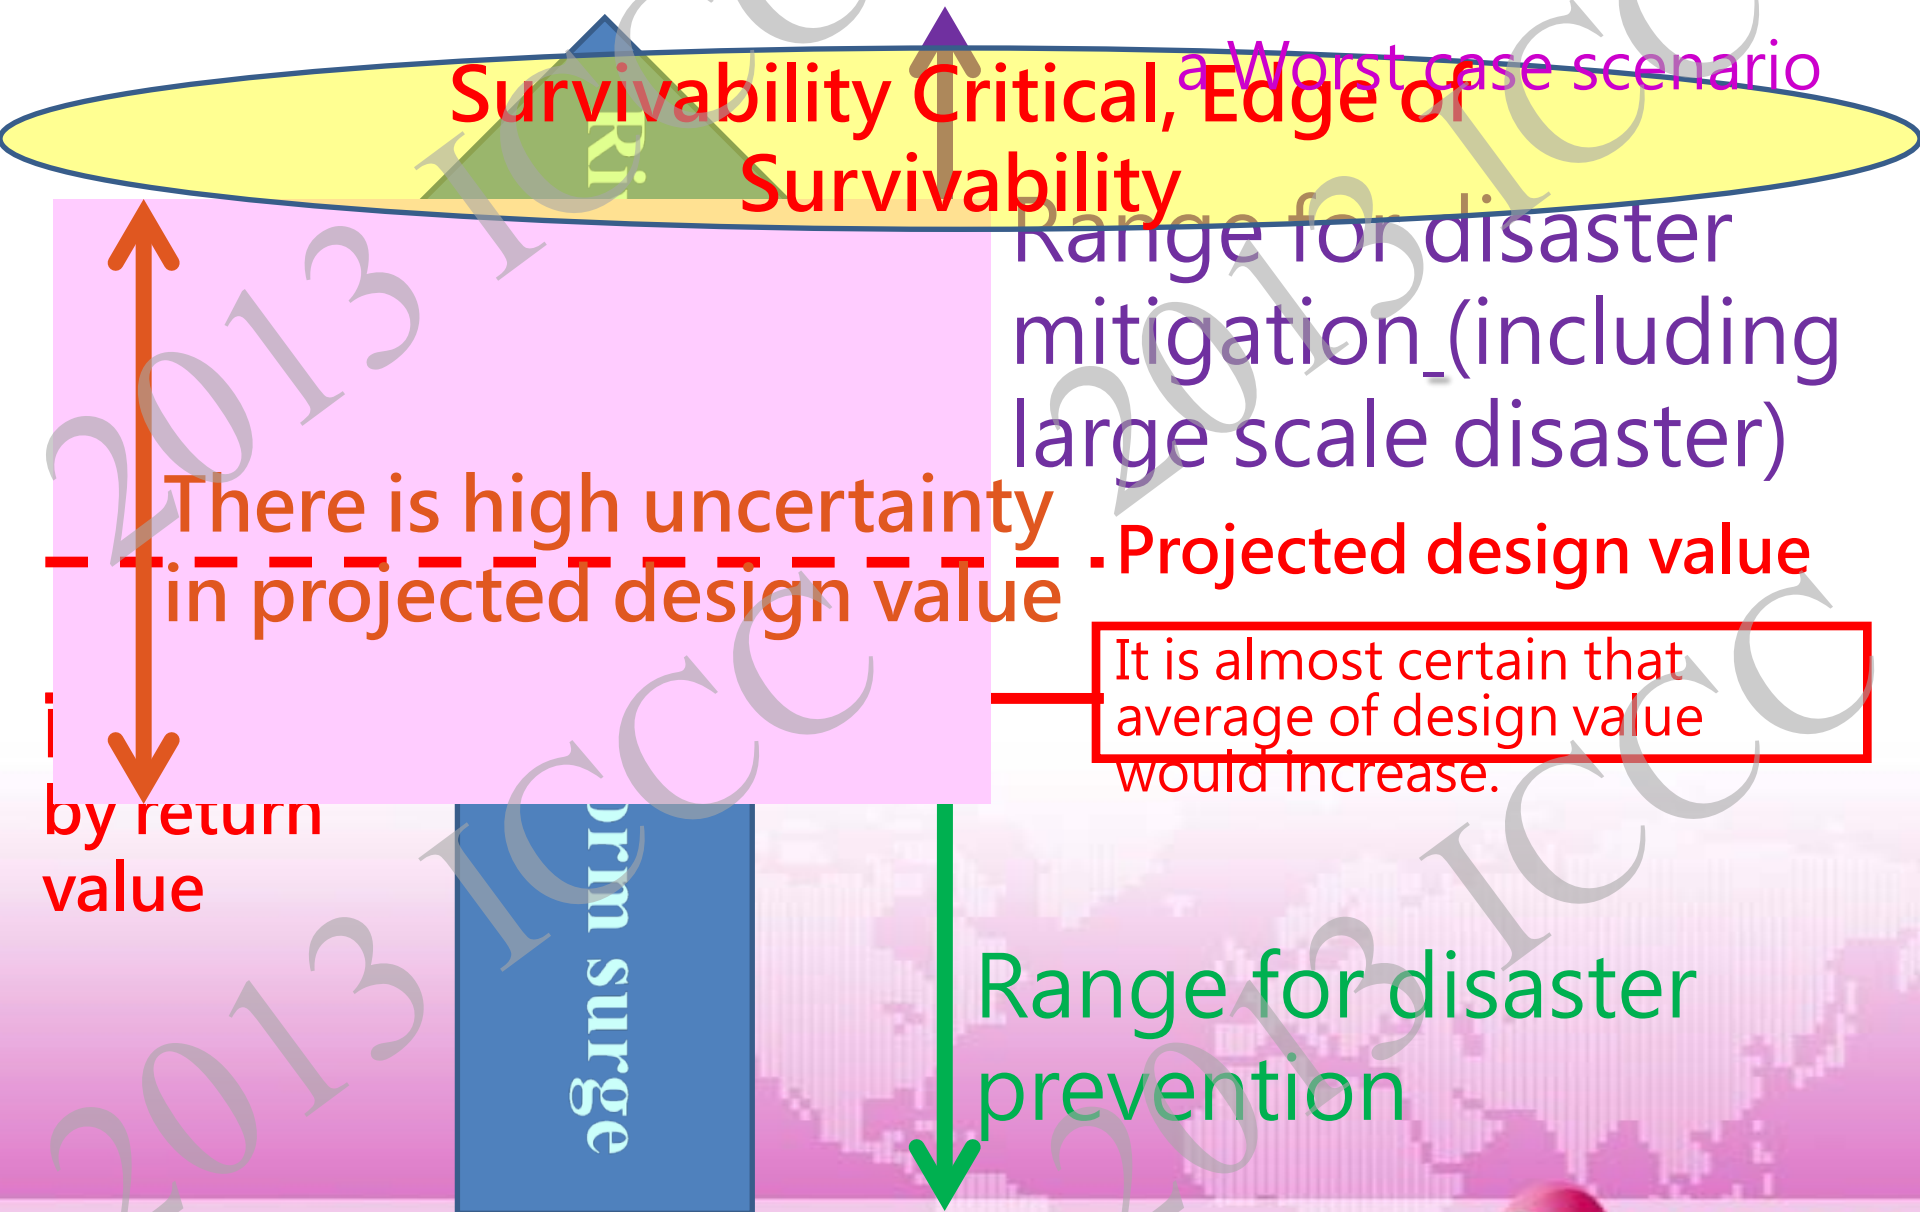 a Worst case scenario
Survivability Critical, Edge of
Survivability
Range for disaster
mitigation (including
large scale disaster)
There is high uncertainty
in projected design value
Projected design value
It is almost certain that
average of design value
would increase.
by return
value
surge
Range for disaster
prevention
2013 ICCC
2013 ICCC
2013 ICCC
2013 ICCC